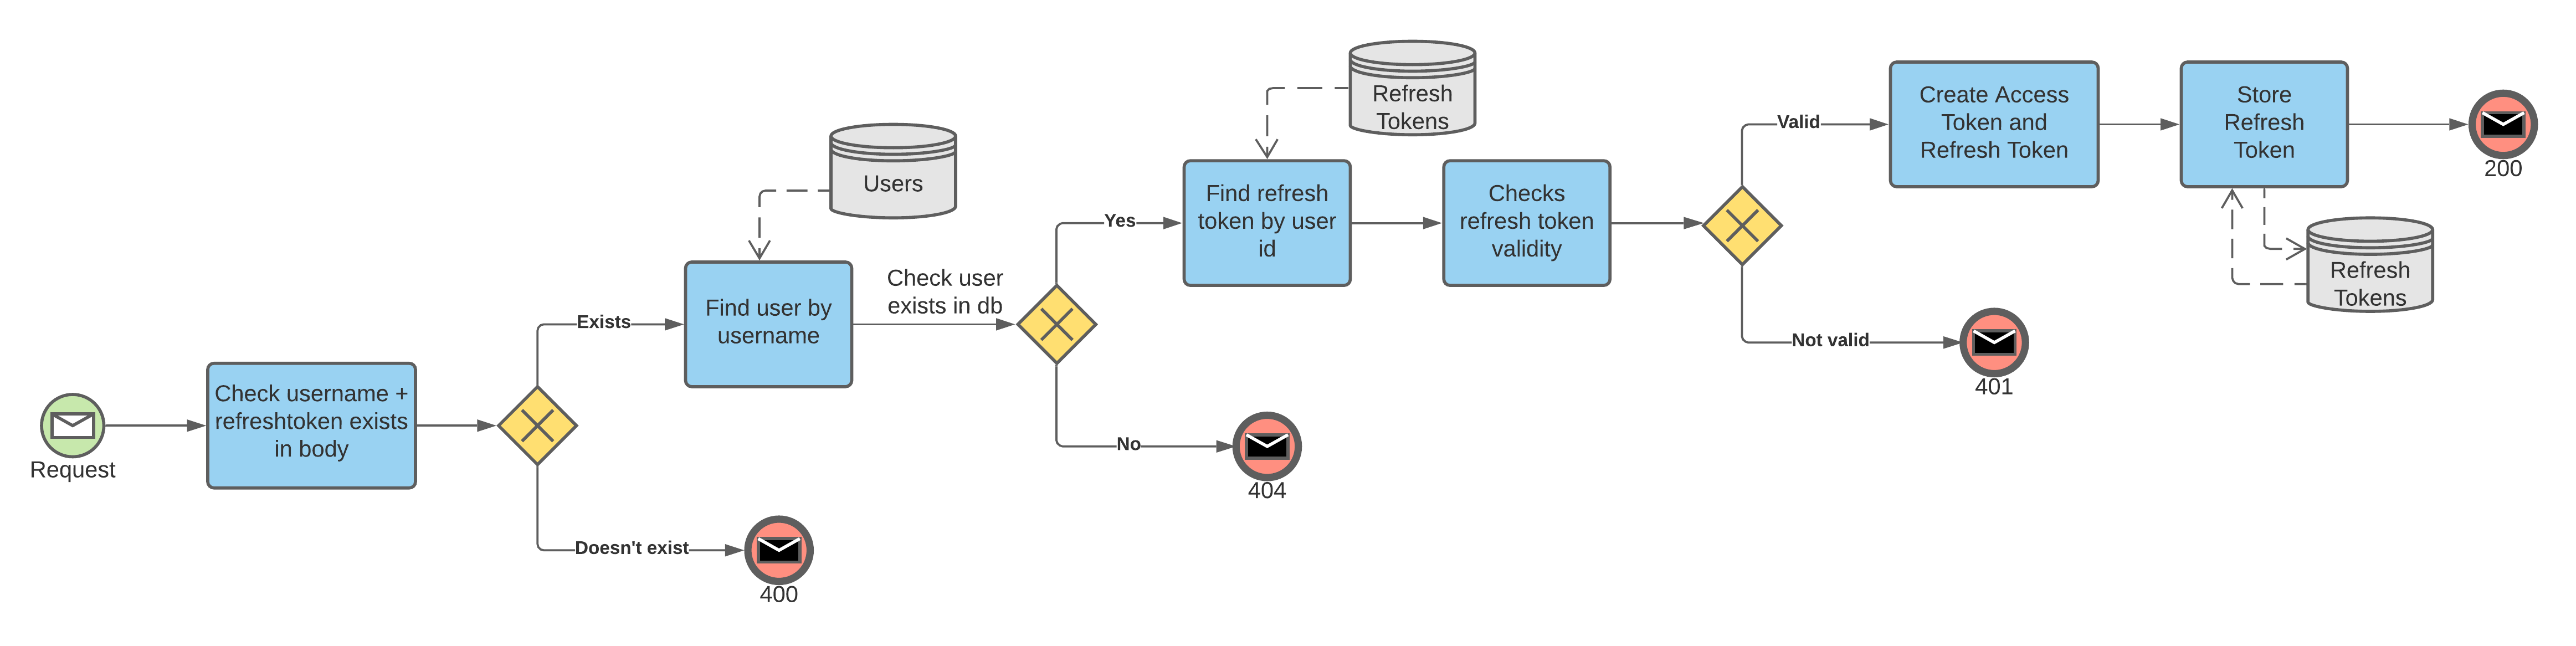 Request
Check username +
refreshtoken exists
in body
Exists
Doesn't exist
400
Users
Find user by
username
Check user
exists in db
Yes
No
404
Refresh
Tokens
Find refresh
token by user
id
Checks
refresh token
validity
Valid
Not valid
401
Create Access
Token and
Refresh Token
Store
Refresh
Token
Refresh
Tokens
200